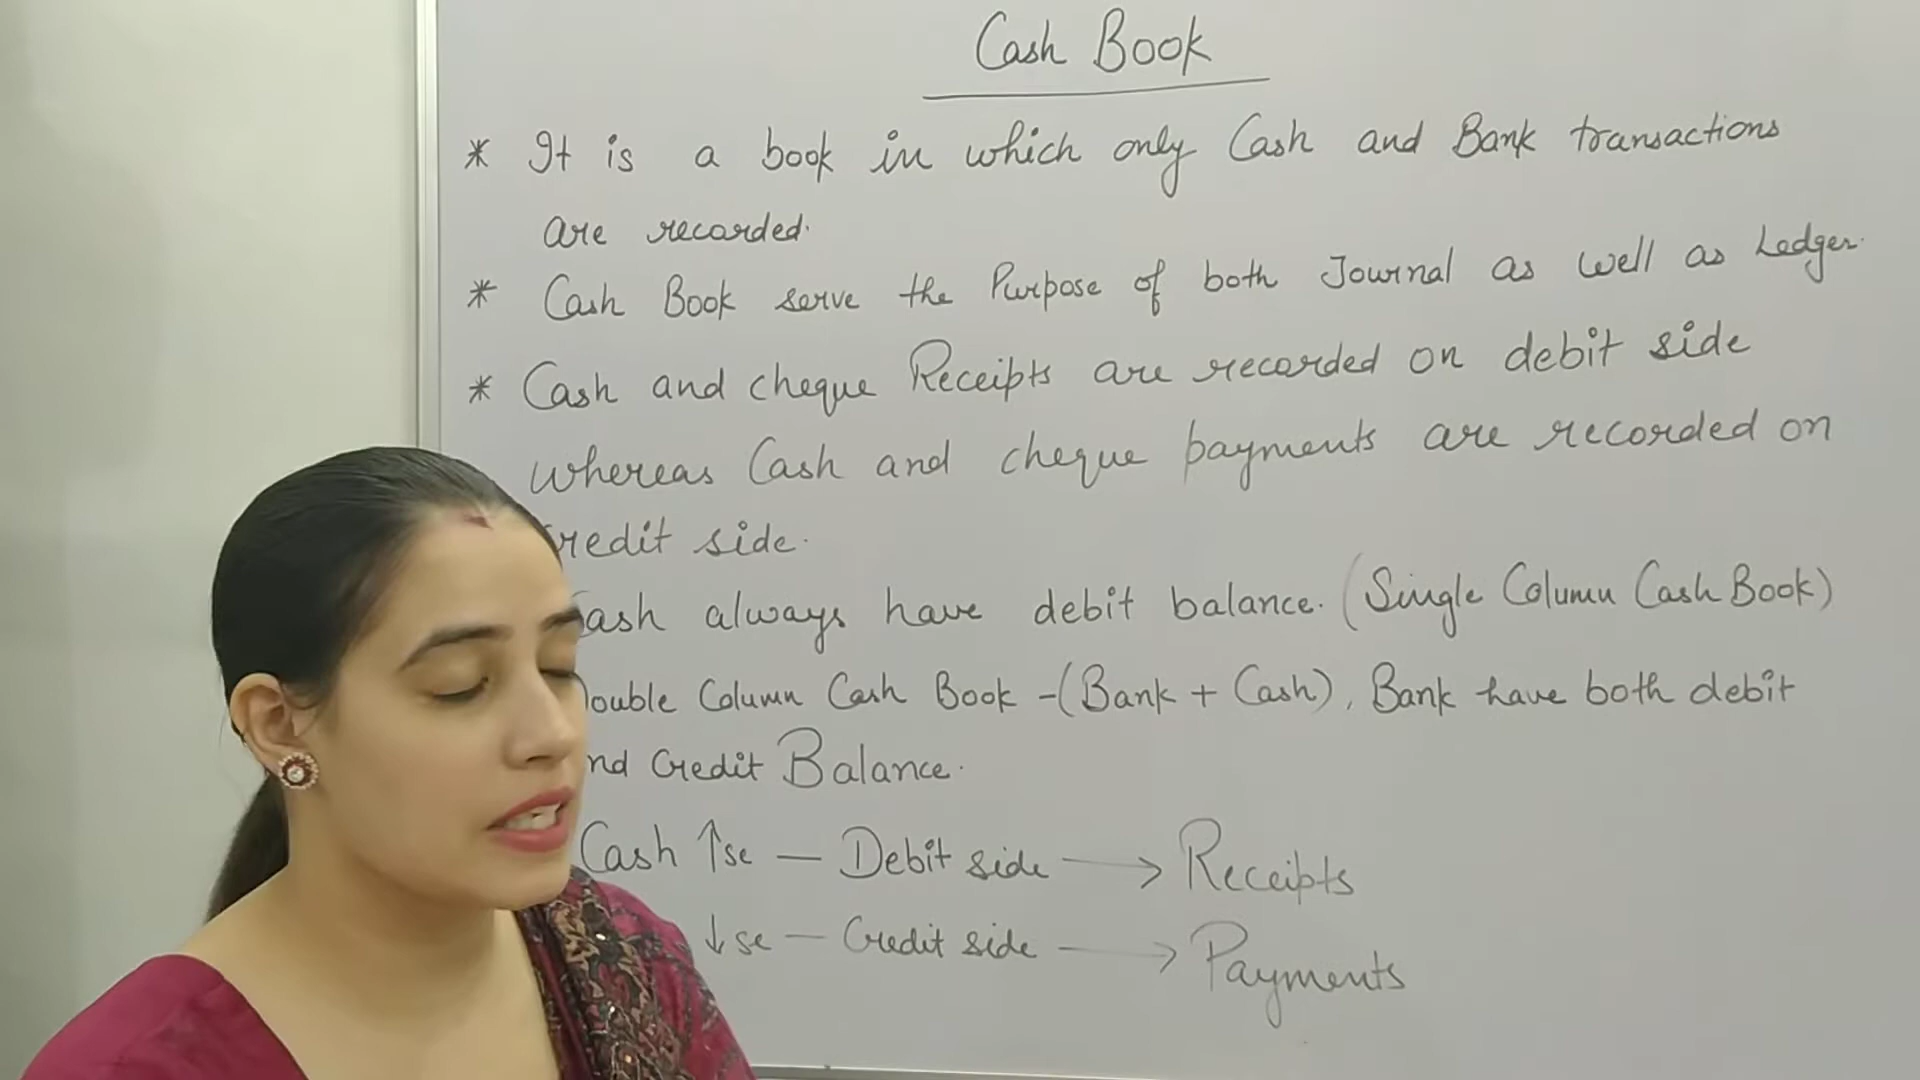 Cash Book
* It is a book in which only Cash and Bank transactions
are recorded.
* Cash Book serve the Purpose of both Journal as well as Ledger.
* Cash and cheque Receipts are recorded on debit side
whereas Cash and cheque payments are recorded on
redit side.
ash always have debit balance. (Single Column Cash Book)
ouble Column Cash Book - (Bank + Cash), Bank have both debit
nd Credit Balance.
Cash ↑se — Debit side ⟶ Receipts
↓se — Credit side ⟶ Payments